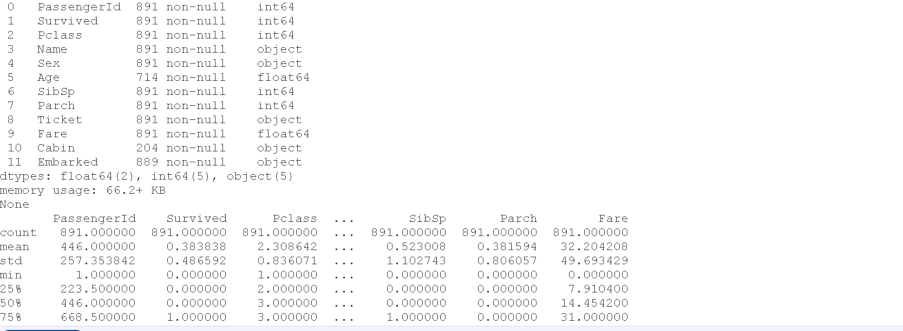 0 PassengerId 891 non-null int64
1 Survived 891 non-null int64
2 Pclass 891 non-null int64
3 Name 891 non-null object
4 Sex 891 non-null object
5 Age 714 non-null float64
6 SibSp 891 non-null int64
7 Parch 891 non-null int64
8 Ticket 891 non-null object
9 Fare 891 non-null float64
10 Cabin 204 non-null object
11 Embarked 889 non-null object
dtypes: float64(2), int64(5), object(5)
memory usage: 66.2+ KB
None
PassengerId Survived Pclass ... SibSp Parch Fare
count 891.000000 891.000000 891.000000 ... 891.000000 891.000000 891.000000
mean 446.000000 0.383838 2.308642 ... 0.523008 0.381594 32.204208
std 257.353842 0.486592 0.836071 ... 1.102743 0.806057 49.693429
min 1.000000 0.000000 1.000000 ... 0.000000 0.000000 0.000000
25% 223.500000 0.000000 2.000000 ... 0.000000 0.000000 7.910400
50% 446.000000 0.000000 3.000000 ... 0.000000 0.000000 14.454200
75% 668.500000 1.000000 3.000000 ... 1.000000 0.000000 31.000000